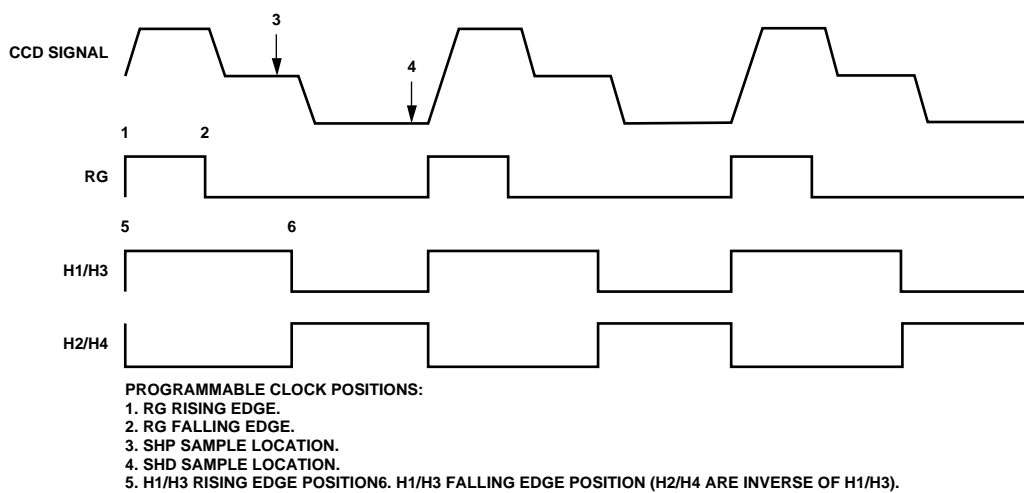 3
CCD SIGNAL
4
1 2
RG
5 6
H1/H3
H2/H4
PROGRAMMABLE CLOCK POSITIONS:
1. RG RISING EDGE.
2. RG FALLING EDGE.
3. SHP SAMPLE LOCATION.
4. SHD SAMPLE LOCATION.
5. H1/H3 RISING EDGE POSITION6. H1/H3 FALLING EDGE POSITION (H2/H4 ARE INVERSE OF H1/H3).